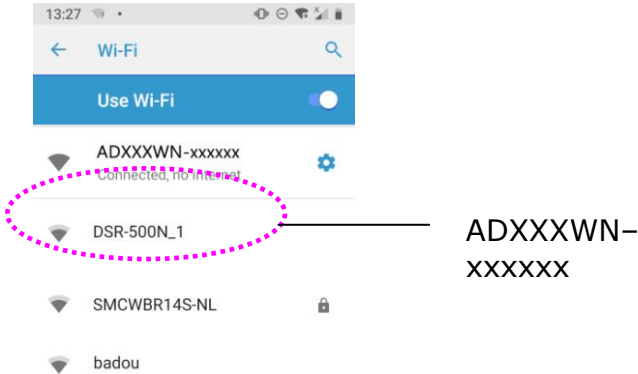 13:27
Wi-Fi
Use Wi-Fi
ADXXXWN-xxxxxx
Connected, no internet
DSR-500N_1
SMCWBR14S-NL
badou
ADXXXWN–
xxxxxx